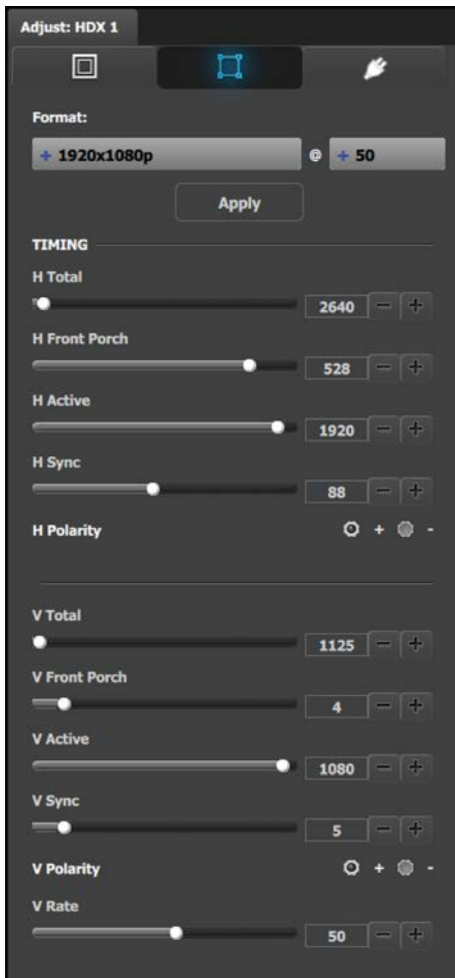 Adjust: HDX 1
Format:
+ 1920x1080p @ + 50
Apply
TIMING
H Total
2640 - +
H Front Porch
528 - +
H Active
1920 - +
H Sync
88 - +
H Polarity + -
V Total
1125 - +
V Front Porch
4 - +
V Active
1080 - +
V Sync
5 - +
V Polarity + -
V Rate
50 - +